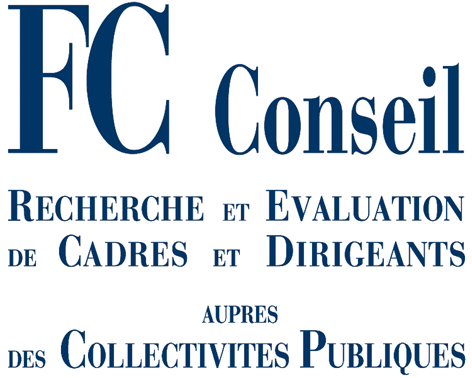 FC Conseil
RECHERCHE ET EVALUATION
DE CADRES ET DIRIGEANTS
AUPRES
DES COLLECTIVITES PUBLIQUES